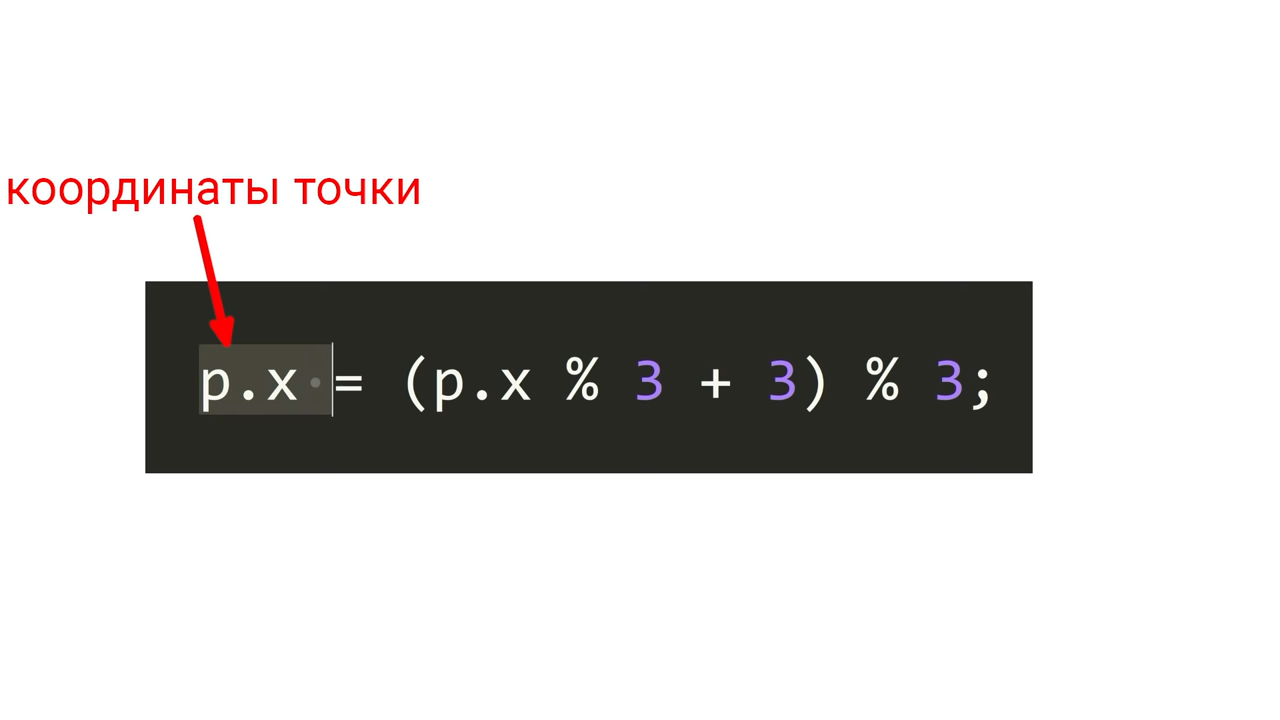 координаты точки
p.x = (p.x % 3 + 3) % 3;